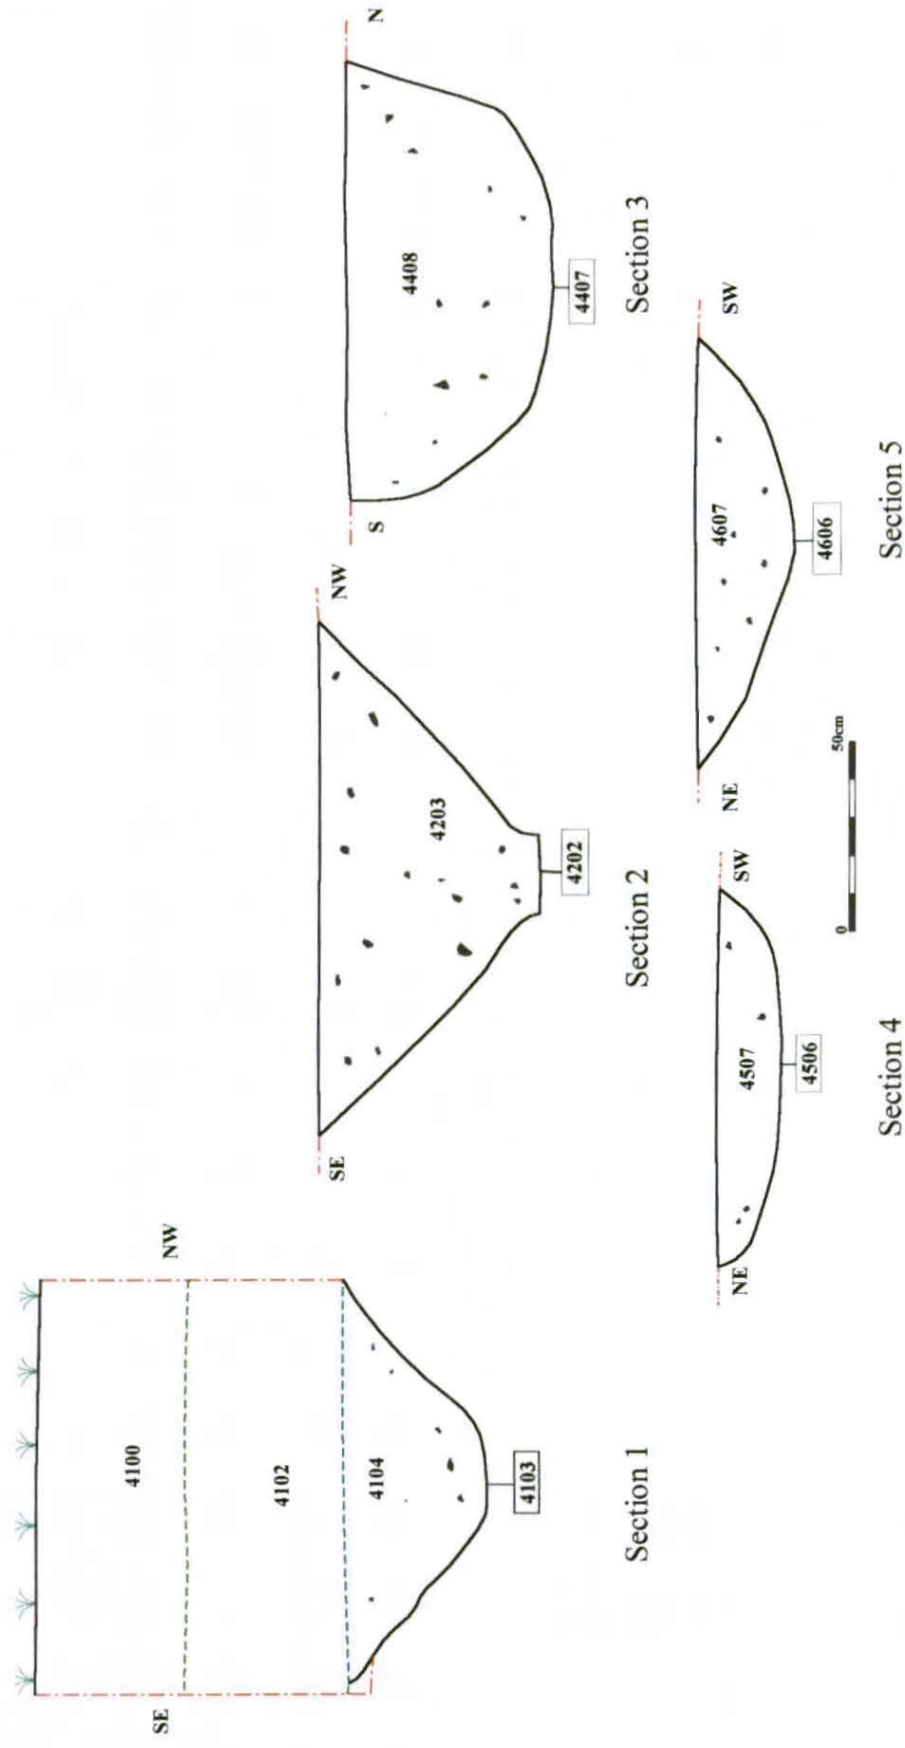 SE
NW
4100
4102
4104
4103
Section 1
SE
NW
4203
4202
Section 2
S
N
4408
4407
Section 3
NE
SW
4507
4506
Section 4
0
50cm
NE
SW
4607
4606
Section 5